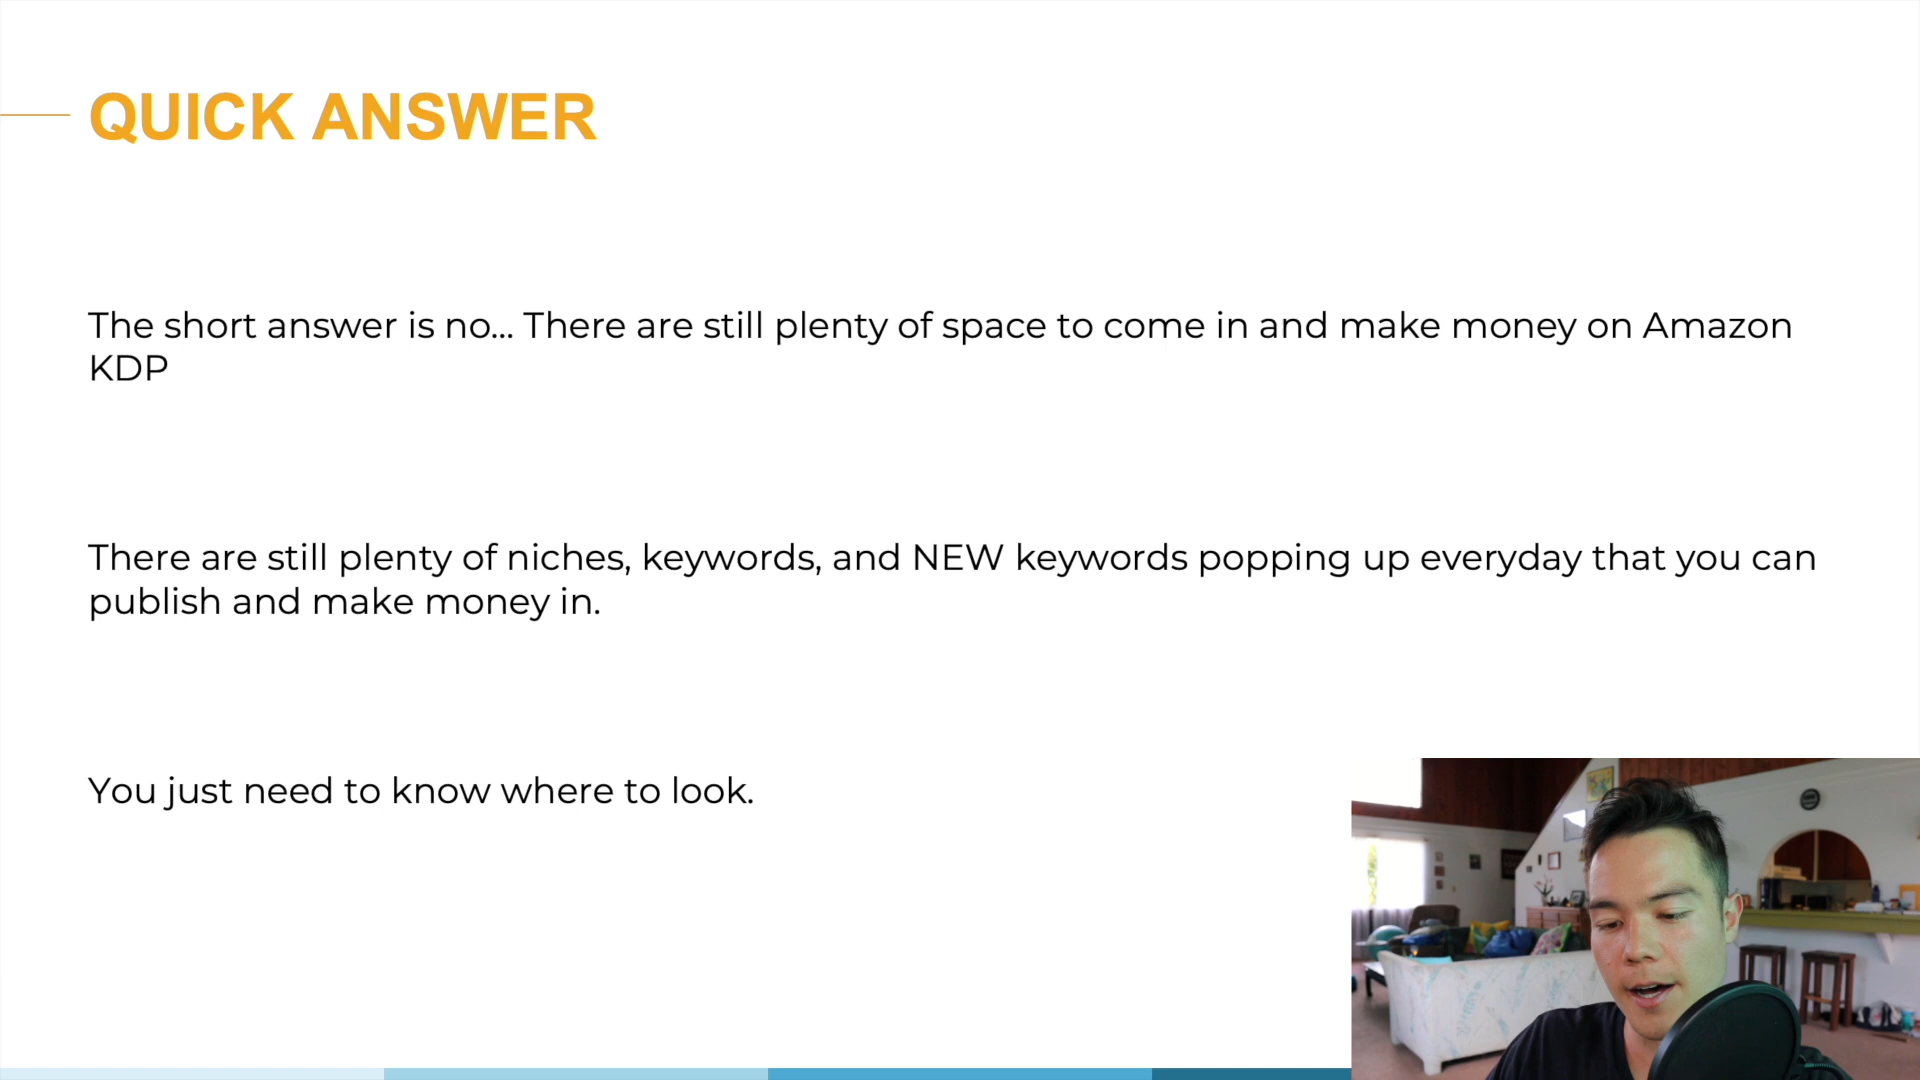 QUICK ANSWER
The short answer is no... There are still plenty of space to come in and make money on Amazon
KDP
There are still plenty of niches, keywords, and NEW keywords popping up everyday that you can
publish and make money in.
You just need to know where to look.